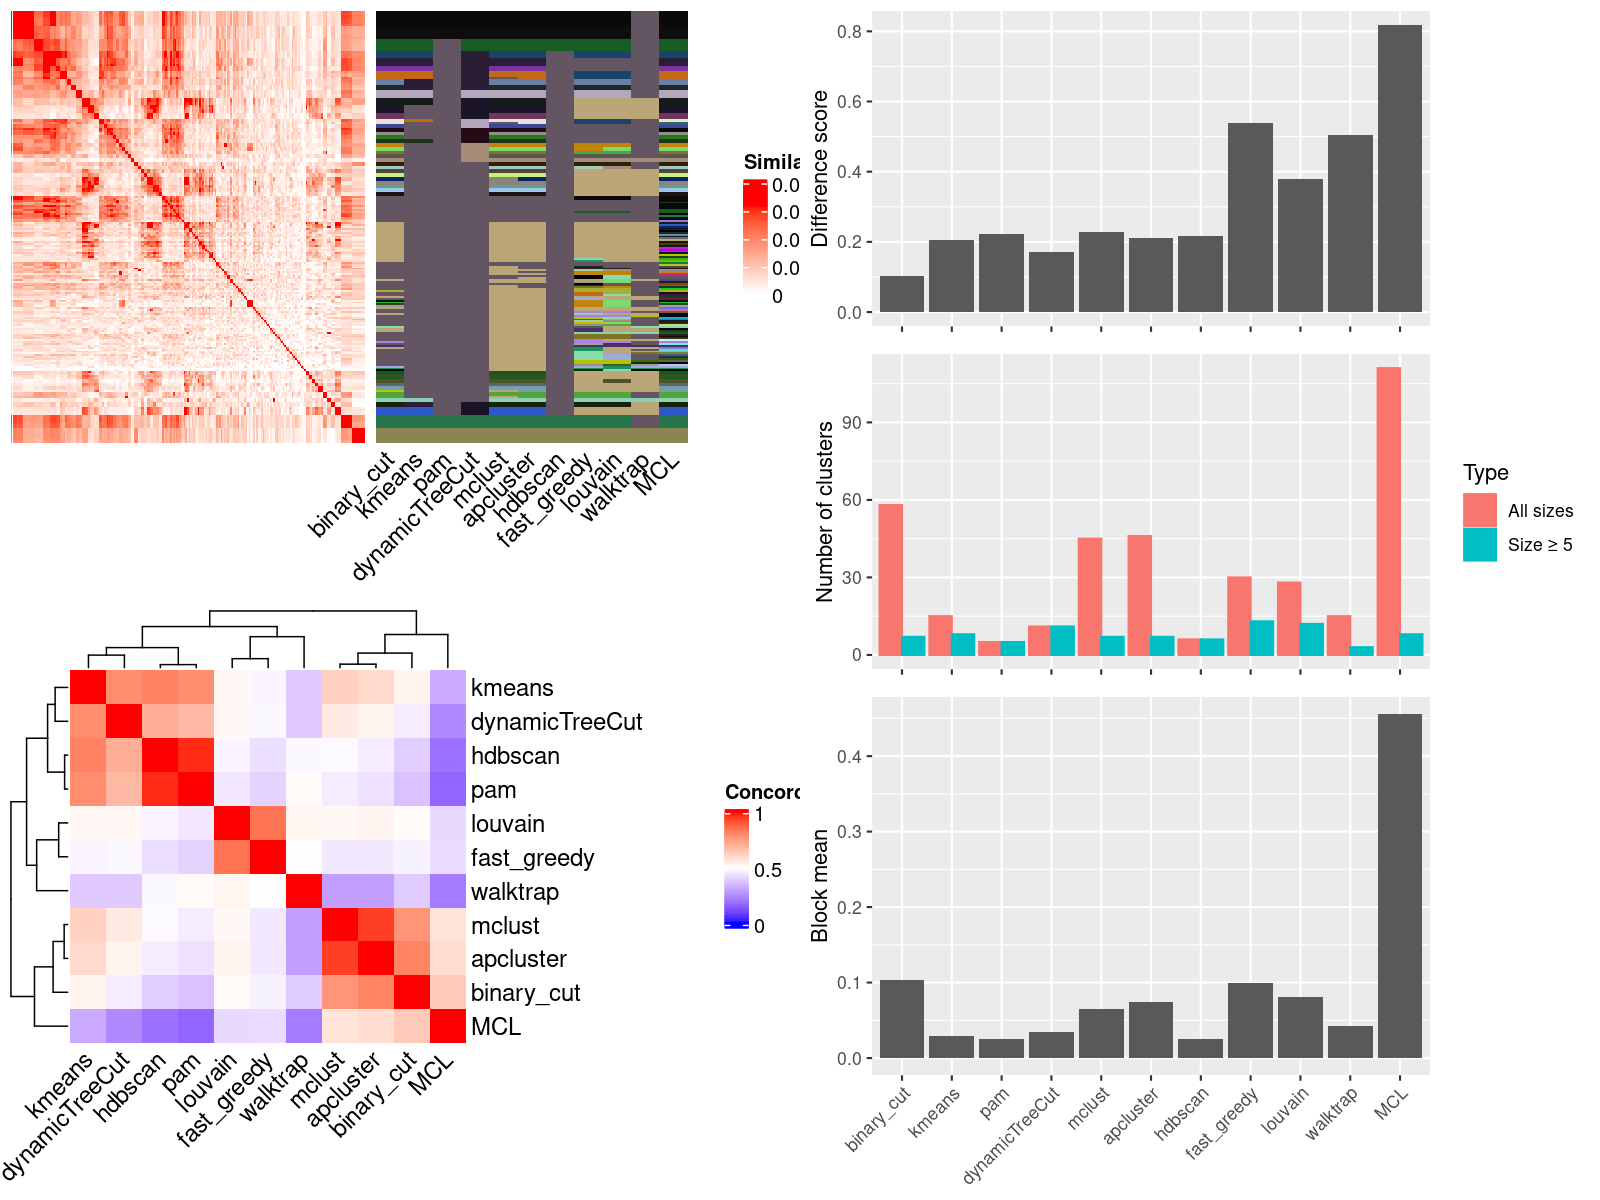 Simila
0.0
0.0
0.0
0.0
0
binary_cut
kmeans
pam
dynamicTreeCut
mclust
apcluster
hdbscan
fast_greedy
louvain
walktrap
MCL
kmeans
dynamicTreeCut
hdbscan
pam
louvain
fast_greedy
walktrap
mclust
apcluster
binary_cut
MCL
Concord
1
0.5
0
kmeans
dynamicTreeCut
hdbscan
pam
louvain
fast_greedy
walktrap
mclust
apcluster
binary_cut
MCL
Difference score
0.8
0.6
0.4
0.2
0.0
Number of clusters
90
60
30
0
Type
All sizes
Size ≥ 5
Block mean
0.4
0.3
0.2
0.1
0.0
binary_cut
kmeans
pam
dynamicTreeCut
mclust
apcluster
hdbscan
fast_greedy
louvain
walktrap
MCL